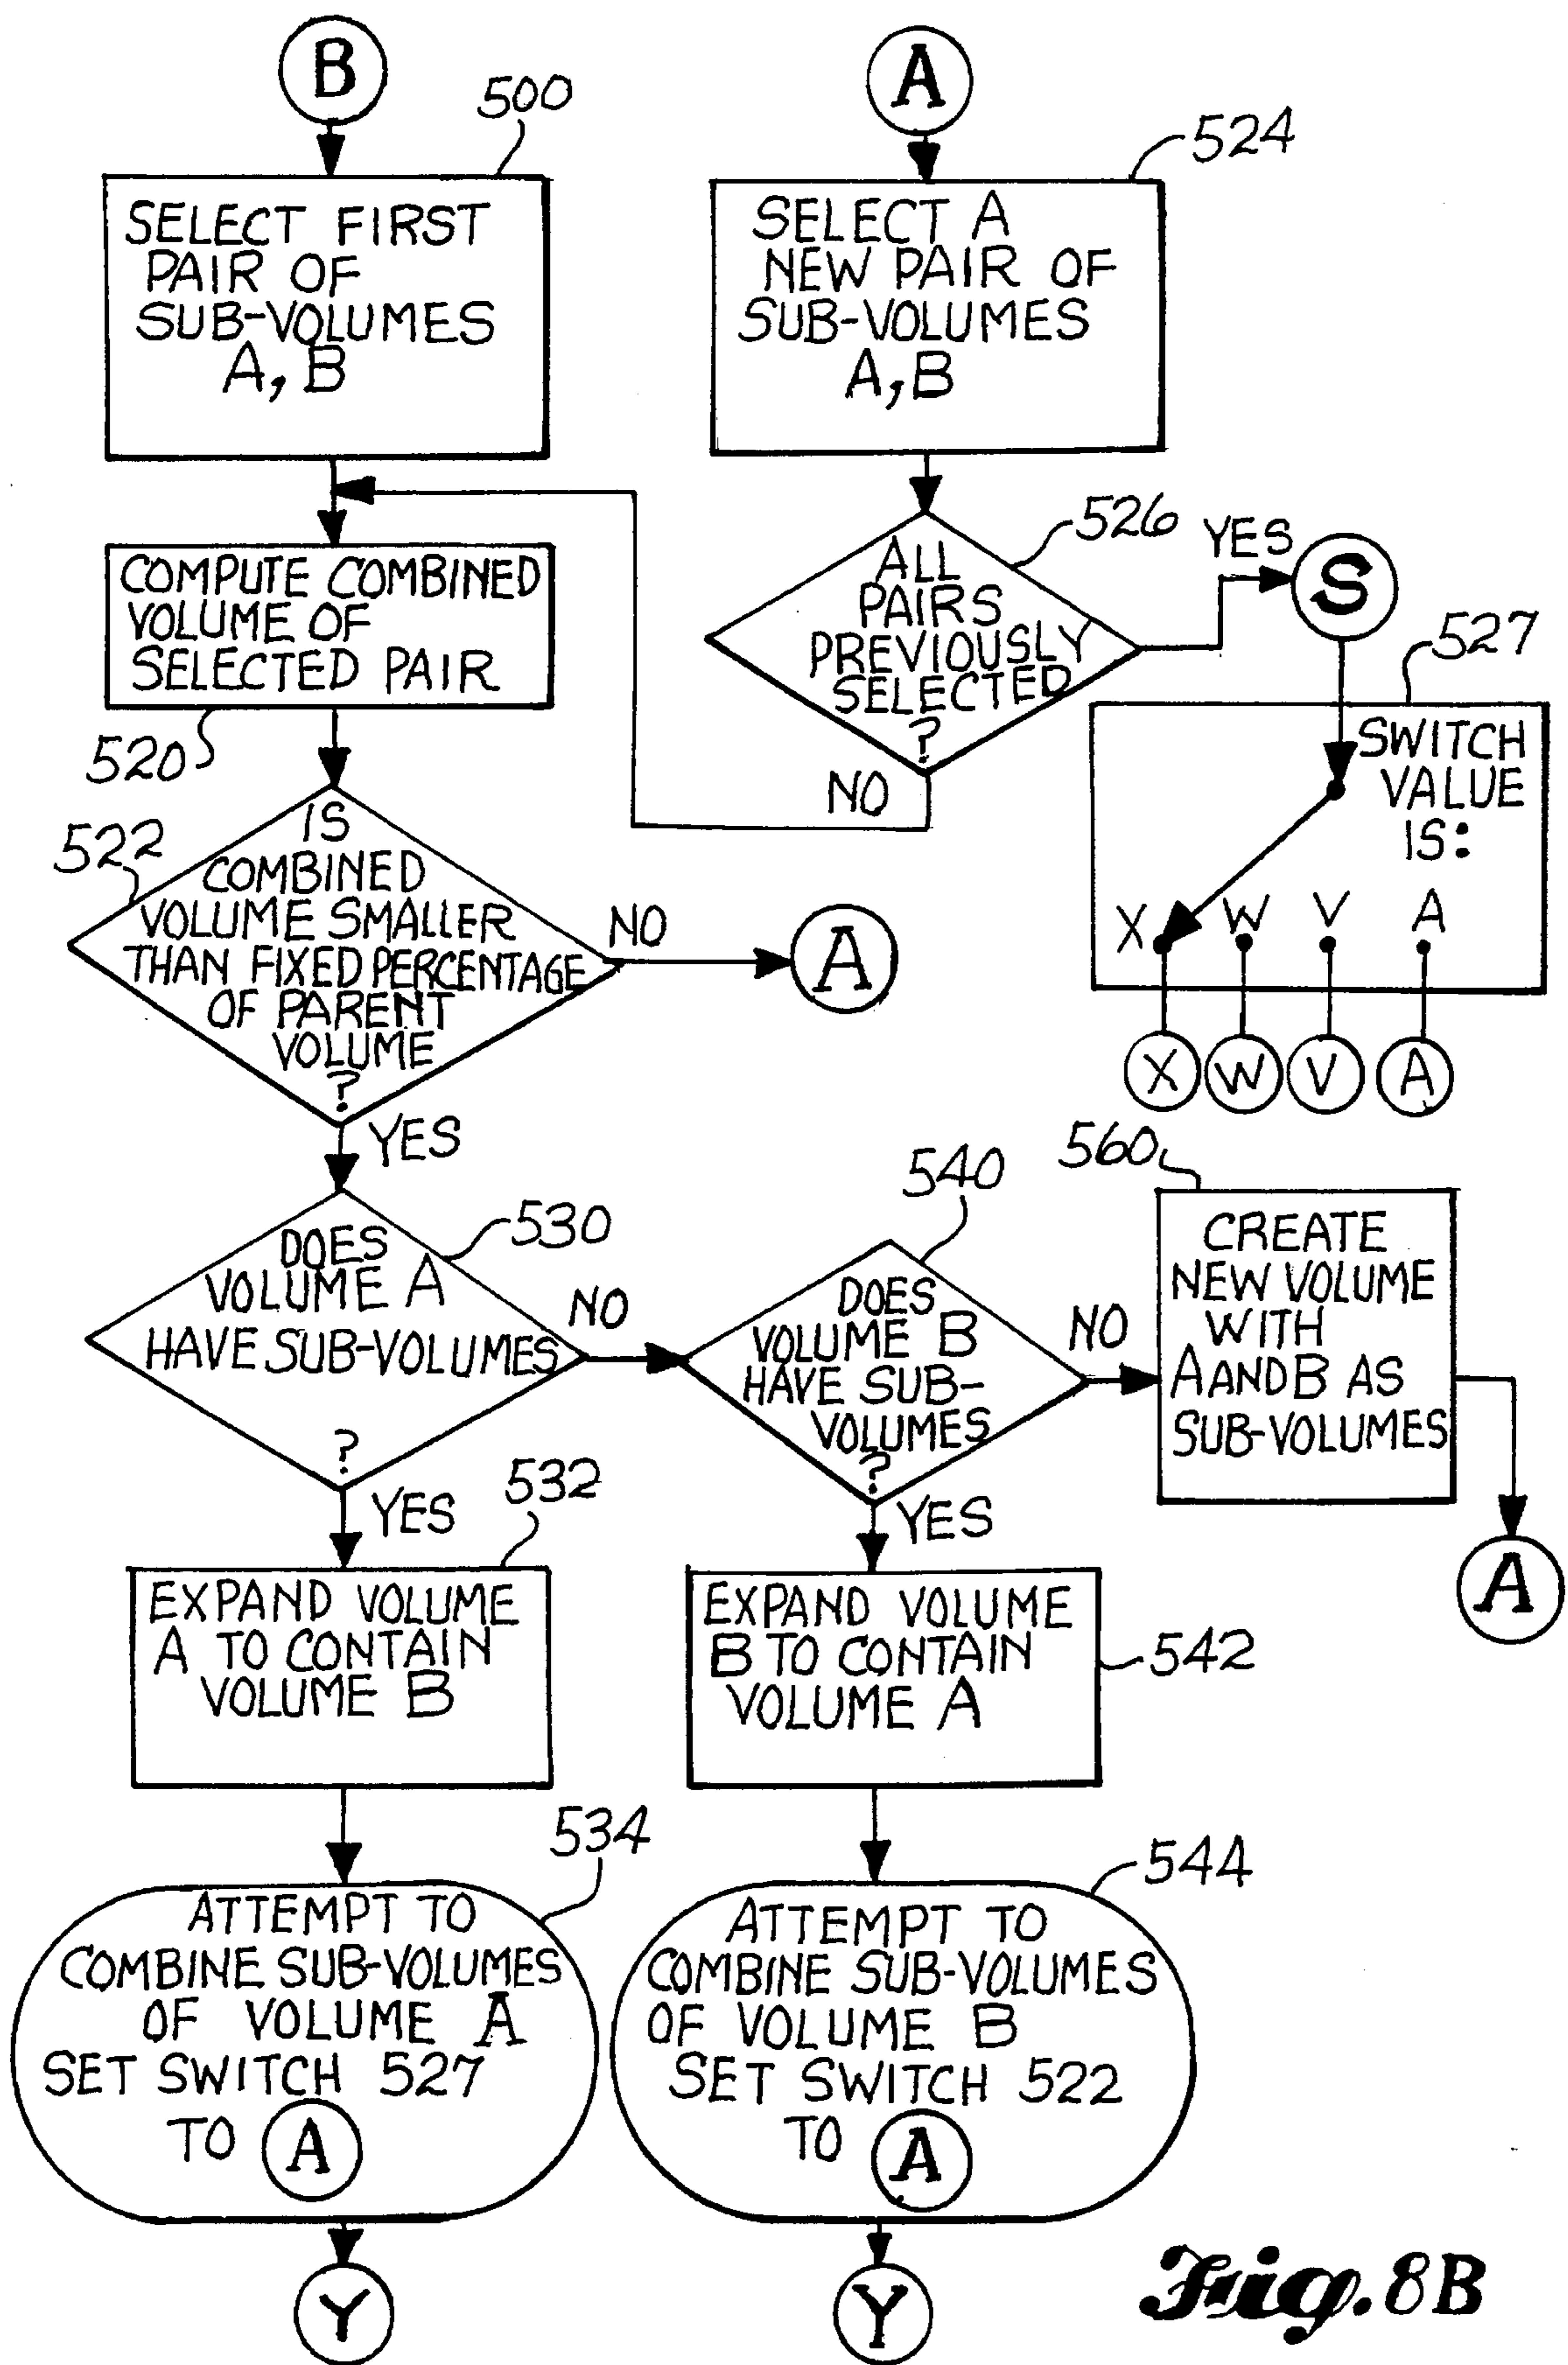 B
500
SELECT FIRST
PAIR OF
SUB-VOLUMES
A, B
A
524
SELECT A
NEW PAIR OF
SUB-VOLUMES
A, B
COMPUTE COMBINED
VOLUME OF
SELECTED PAIR
520
526
ALL
PAIRS
PREVIOUSLY
SELECTED
?
YES
NO
S
527
SWITCH
VALUE
IS:
X W V A
X W V A
522
IS
COMBINED
VOLUME SMALLER
THAN FIXED PERCENTAGE
OF PARENT
VOLUME
?
NO
A
YES
530
DOES
VOLUME A
HAVE SUB-VOLUMES
?
NO
YES
540
DOES
VOLUME B
HAVE SUB-
VOLUMES
?
NO
YES
560
CREATE
NEW VOLUME
WITH
A AND B AS
SUB-VOLUMES
A
532
EXPAND VOLUME
A TO CONTAIN
VOLUME B
EXPAND VOLUME
B TO CONTAIN
VOLUME A
542
534
ATTEMPT TO
COMBINE SUB-VOLUMES
OF VOLUME A
SET SWITCH 527
TO A
Y
544
ATTEMPT TO
COMBINE SUB-VOLUMES
OF VOLUME B
SET SWITCH 522
TO A
Y
Fig. 8B